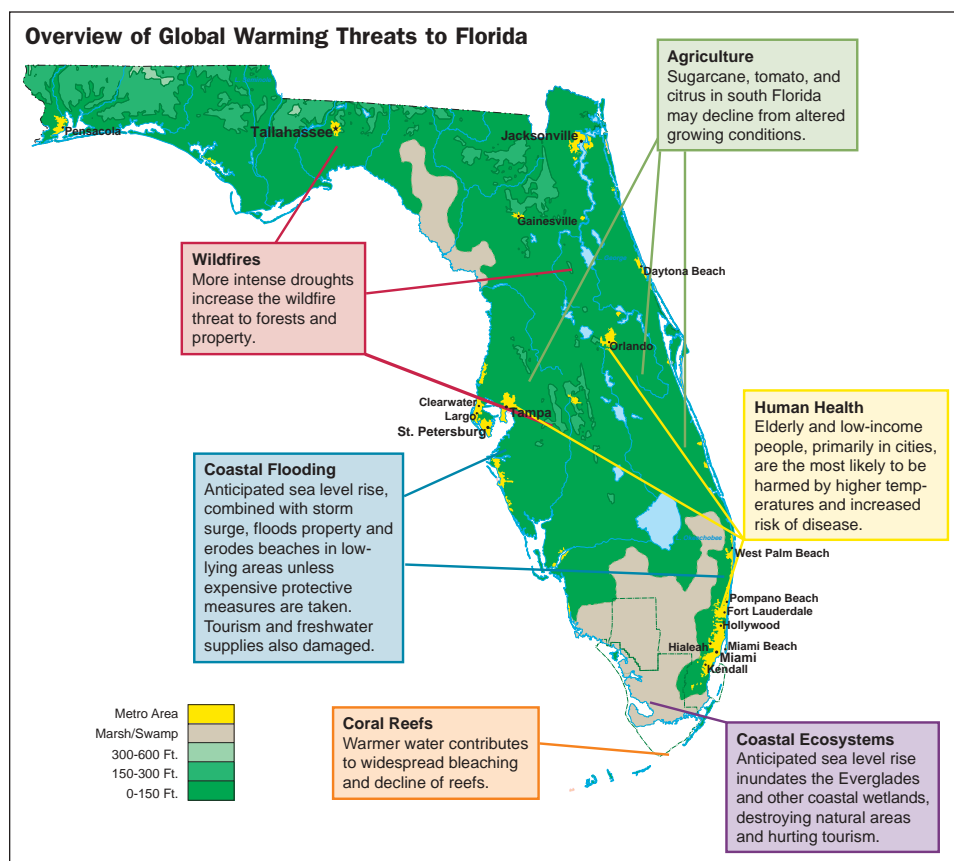 Overview of Global Warming Threats to Florida
Agriculture
Sugarcane, tomato, and
citrus in south Florida
may decline from altered
growing conditions.
Pensacola
Tallahassee
Jacksonville
Gainesville
Wildfires
More intense droughts
increase the wildfire
threat to forests and
property.
Daytona Beach
Orlando
Clearwater
Largo
Tampa
St. Petersburg
Human Health
Elderly and low-income
people, primarily in cities,
are the most likely to be
harmed by higher temp-
eratures and increased
risk of disease.
Coastal Flooding
Anticipated sea level rise,
combined with storm
surge, floods property and
erodes beaches in low-
lying areas unless
expensive protective
measures are taken.
Tourism and freshwater
supplies also damaged.
West Palm Beach
Pompano Beach
Fort Lauderdale
Hollywood
Hialeah
Miami Beach
Miami
Kendall
Metro Area
Marsh/Swamp
300-600 Ft.
150-300 Ft.
0-150 Ft.
Coral Reefs
Warmer water contributes
to widespread bleaching
and decline of reefs.
Coastal Ecosystems
Anticipated sea level rise
inundates the Everglades
and other coastal wetlands,
destroying natural areas
and hurting tourism.